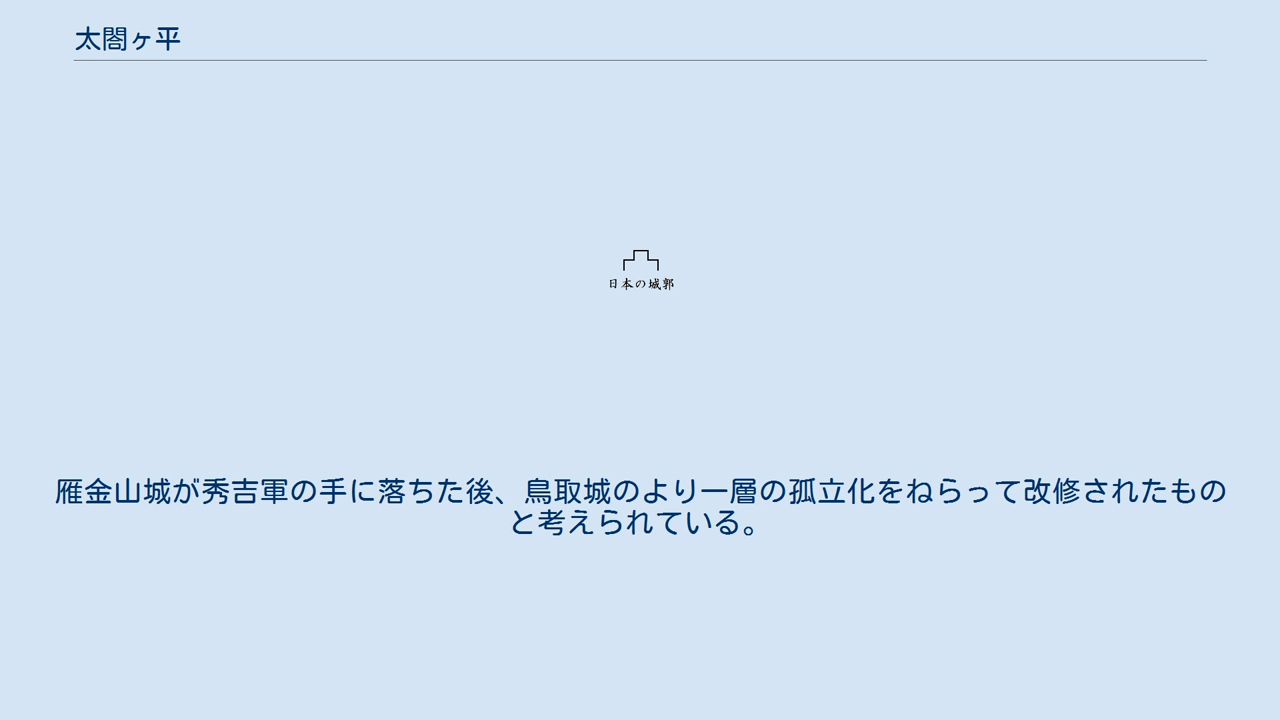 太閤ヶ平
日本の城郭
雁金山城が秀吉軍の手に落ちた後、鳥取城のより一層の孤立化をねらって改修されたもの
と考えられている。